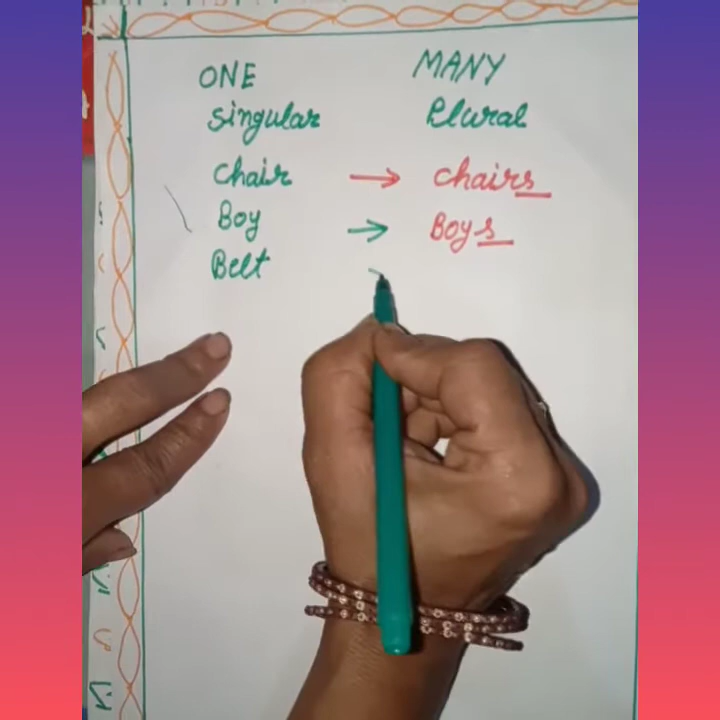 ONE MANY
Singular Plural
Chair → chairs
Boy → Boys
Belt